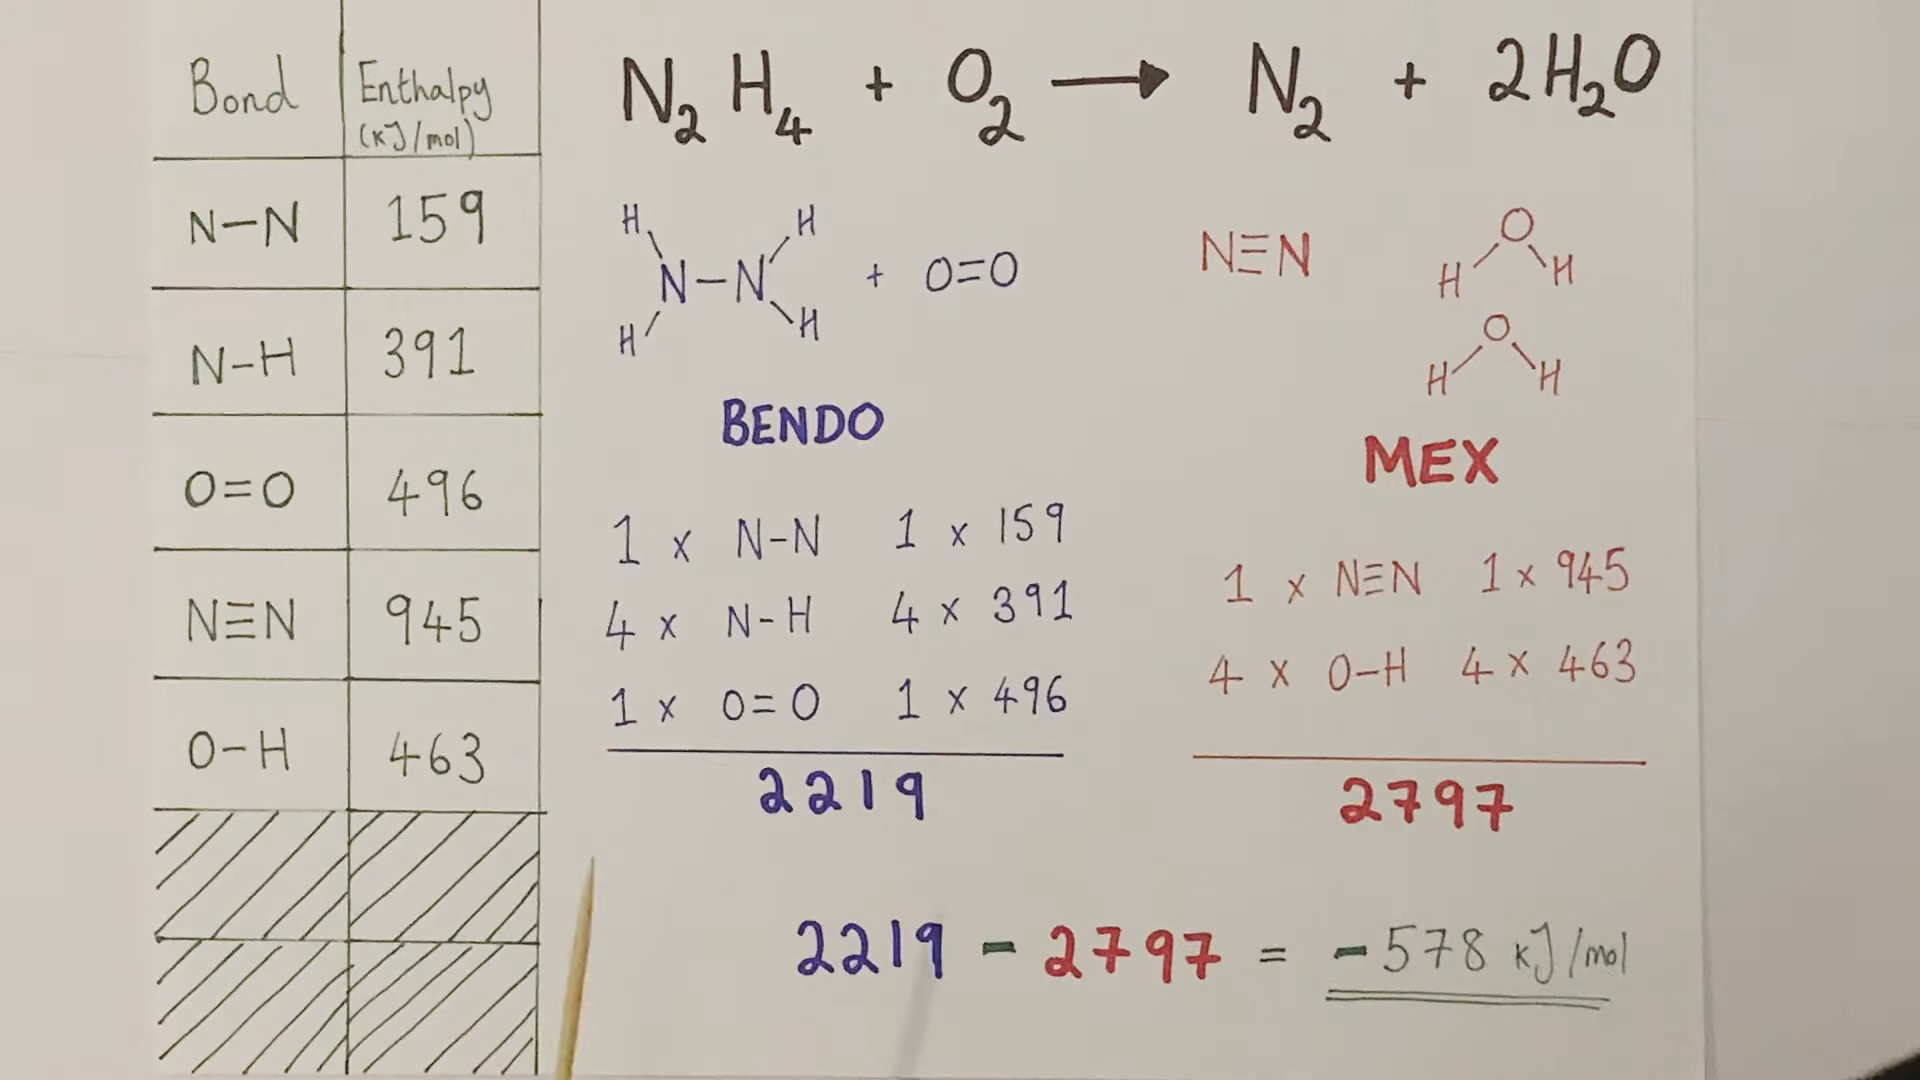 Bond Enthalpy (kJ/mol)
N-N 159
N-H 391
O=O 496
N≡N 945
O-H 463
N₂H₄ + O₂ → N₂ + 2H₂O
H H
N-N + O=O
H H
N≡N
O
H H
O
H H
BENDO
1 x N-N 1 x 159
4 x N-H 4 x 391
1 x O=O 1 x 496
2219
MEX
1 x N≡N 1 x 945
4 x O-H 4 x 463
2797
2219 - 2797 = -578 kJ/mol